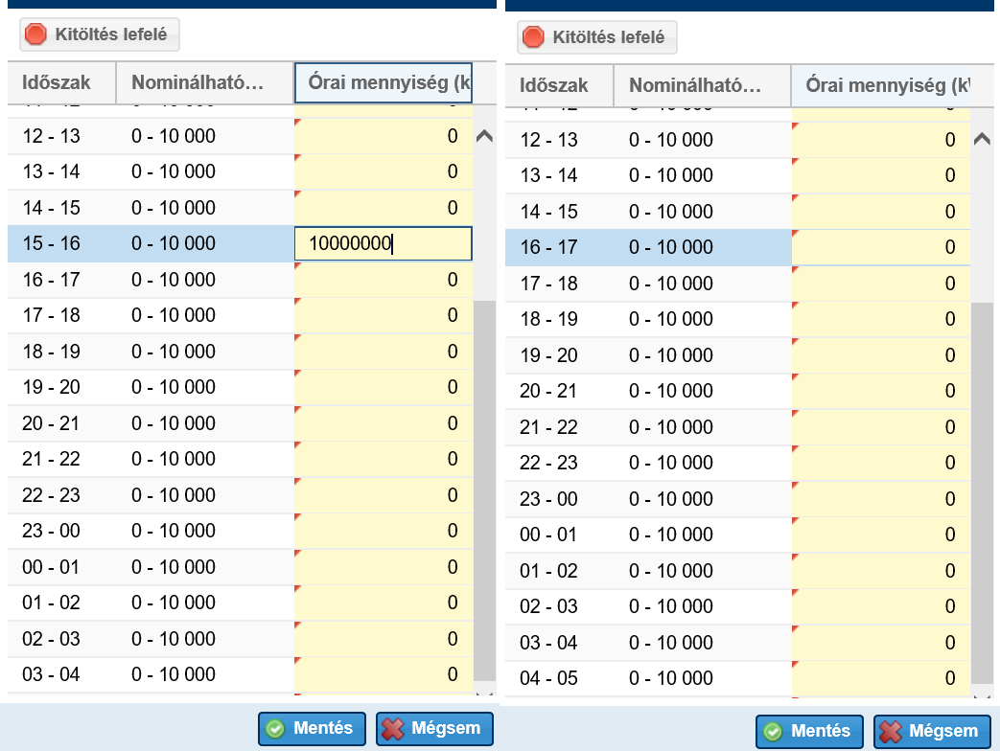 Kitöltés lefelé
Időszak Nominálható... Órai mennyiség (k
12 - 13 0 - 10 000 0
13 - 14 0 - 10 000 0
14 - 15 0 - 10 000 0
15 - 16 0 - 10 000 10000000
16 - 17 0 - 10 000 0
17 - 18 0 - 10 000 0
18 - 19 0 - 10 000 0
19 - 20 0 - 10 000 0
20 - 21 0 - 10 000 0
21 - 22 0 - 10 000 0
22 - 23 0 - 10 000 0
23 - 00 0 - 10 000 0
00 - 01 0 - 10 000 0
01 - 02 0 - 10 000 0
02 - 03 0 - 10 000 0
03 - 04 0 - 10 000 0
Mentés Mégsem
Kitöltés lefelé
Időszak Nominálható... Órai mennyiség (k
12 - 13 0 - 10 000 0
13 - 14 0 - 10 000 0
14 - 15 0 - 10 000 0
16 - 17 0 - 10 000 0
17 - 18 0 - 10 000 0
18 - 19 0 - 10 000 0
19 - 20 0 - 10 000 0
20 - 21 0 - 10 000 0
21 - 22 0 - 10 000 0
22 - 23 0 - 10 000 0
23 - 00 0 - 10 000 0
00 - 01 0 - 10 000 0
01 - 02 0 - 10 000 0
02 - 03 0 - 10 000 0
03 - 04 0 - 10 000 0
04 - 05 0 - 10 000 0
Mentés Mégsem